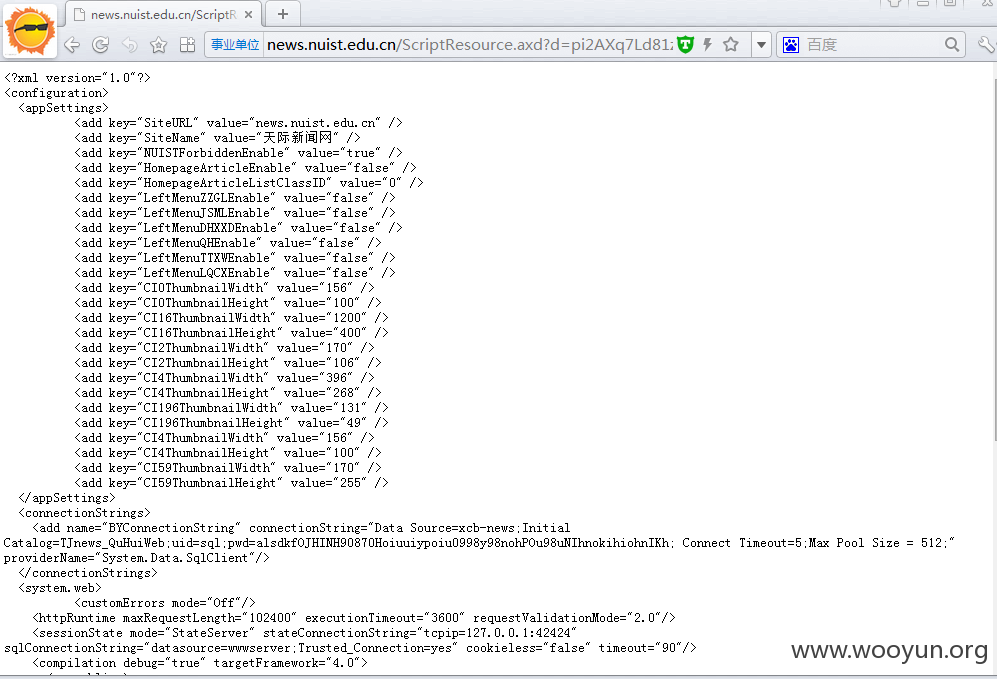 news.nuist.edu.cn/ScriptR
事业单位 news.nuist.edu.cn/ScriptResource.axd?d=pi2AXq7Ld81z 百度
<?xml version="1.0"?>
<configuration>
<appSettings>
<add key="SiteURL" value="news.nuist.edu.cn" />
<add key="SiteName" value="天际新闻网" />
<add key="NUISTForbiddenEnable" value="true" />
<add key="HomepageArticleEnable" value="false" />
<add key="HomepageArticleListClassID" value="0" />
<add key="LeftMenuZZGLEnable" value="false" />
<add key="LeftMenuJSMLEnable" value="false" />
<add key="LeftMenuDHXXDEnable" value="false" />
<add key="LeftMenuQHEnable" value="false" />
<add key="LeftMenuTTXWEnable" value="false" />
<add key="LeftMenuLQCXEnable" value="false" />
<add key="CI0ThumbnailWidth" value="156" />
<add key="CI0ThumbnailHeight" value="100" />
<add key="CI16ThumbnailWidth" value="1200" />
<add key="CI16ThumbnailHeight" value="400" />
<add key="CI2ThumbnailWidth" value="170" />
<add key="CI2ThumbnailHeight" value="106" />
<add key="CI4ThumbnailWidth" value="396" />
<add key="CI4ThumbnailHeight" value="268" />
<add key="CI196ThumbnailWidth" value="131" />
<add key="CI196ThumbnailHeight" value="49" />
<add key="CI4ThumbnailWidth" value="156" />
<add key="CI4ThumbnailHeight" value="100" />
<add key="CI59ThumbnailWidth" value="170" />
<add key="CI59ThumbnailHeight" value="255" />
</appSettings>
<connectionStrings>
<add name="BYConnectionString" connectionString="Data Source=xcb-news;Initial
Catalog=TJnews_QuHuiWeb;uid=sql;pwd=alsdkfOJHINH90870Hoiuuiypoiu0998y98nohPOu98uNIhnokihiohnIKh; Connect Timeout=5;Max Pool Size = 512;"
providerName="System.Data.SqlClient"/>
</connectionStrings>
<system.web>
<customErrors mode="Off"/>
<httpRuntime maxRequestLength="102400" executionTimeout="3600" requestValidationMode="2.0"/>
<sessionState mode="StateServer" stateConnectionString="tcpip=127.0.0.1:42424"
sqlConnectionString="datasource=wwwserver;Trusted_Connection=yes" cookieless="false" timeout="90"/>
<compilation debug="true" targetFramework="4.0">
www.wooyun.org